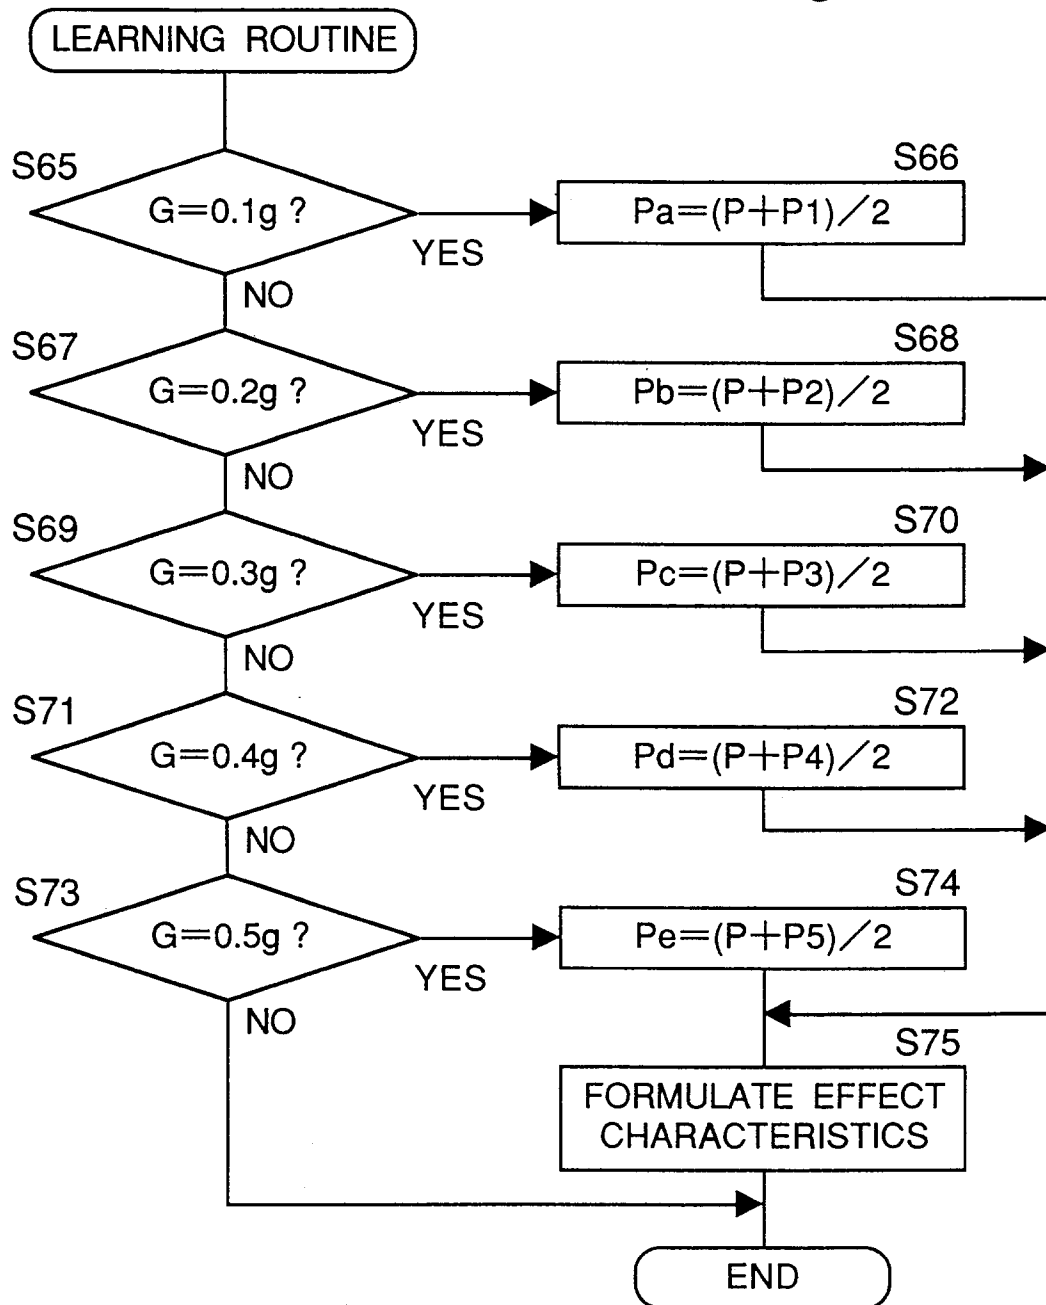 LEARNING ROUTINE
S65
G=0.1g ?
YES
NO
S66
Pa=(P+P1)/2
S67
G=0.2g ?
YES
NO
S68
Pb=(P+P2)/2
S69
G=0.3g ?
YES
NO
S70
Pc=(P+P3)/2
S71
G=0.4g ?
YES
NO
S72
Pd=(P+P4)/2
S73
G=0.5g ?
YES
NO
S74
Pe=(P+P5)/2
S75
FORMULATE EFFECT
CHARACTERISTICS
END